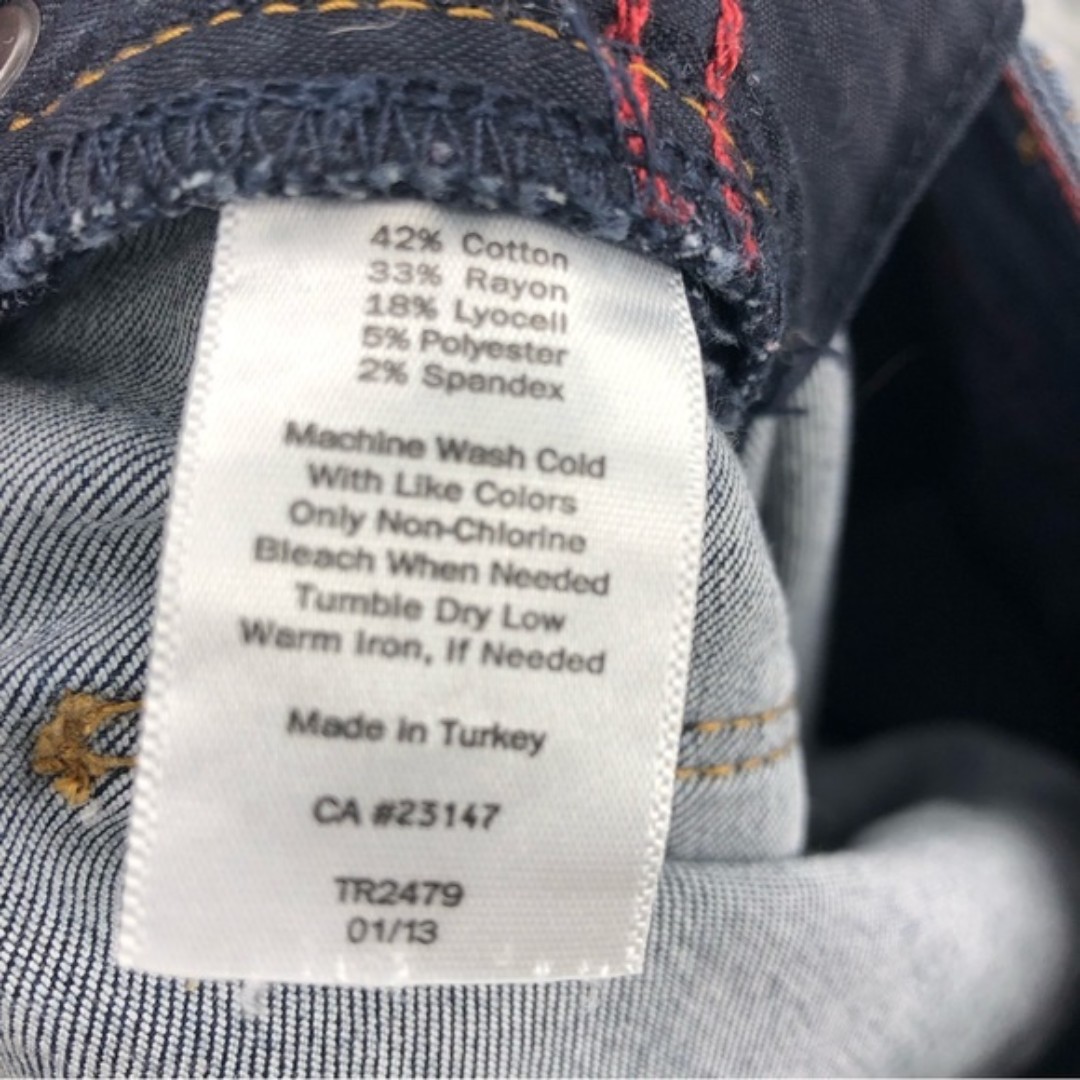 42% Cotton
33% Rayon
18% Lyocell
5% Polyester
2% Spandex
Machine Wash Cold
With Like Colors
Only Non-Chlorine
Bleach When Needed
Tumble Dry Low
Warm Iron, If Needed
Made in Turkey
CA #23147
TR2479
01/13